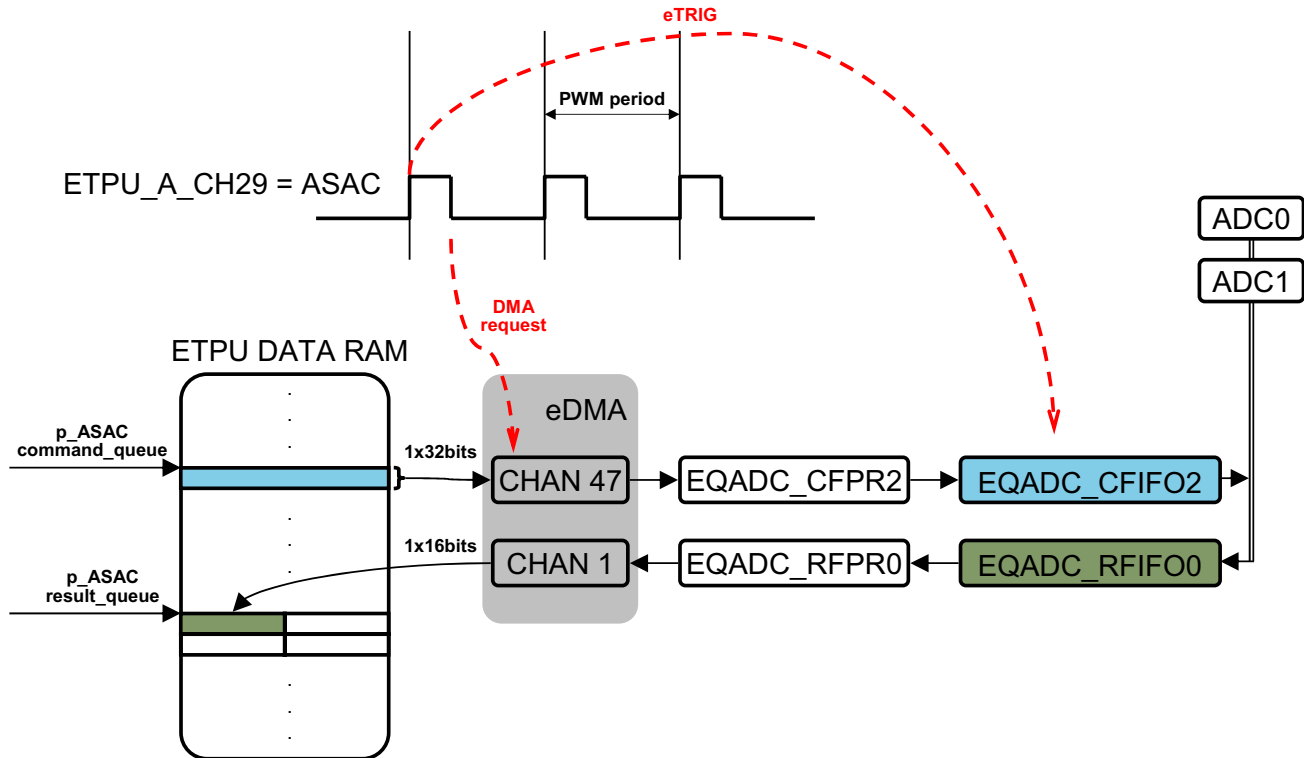 eTRIG
PWM period
ETPU_A_CH29 = ASAC
ADC0
ADC1
DMA
request
ETPU DATA RAM
eDMA
p_ASAC
command_queue
1x32bits
CHAN 47
EQADC_CFPR2
EQADC_CFIFO2
1x16bits
CHAN 1
EQADC_RFPR0
EQADC_RFIFO0
p_ASAC
result_queue